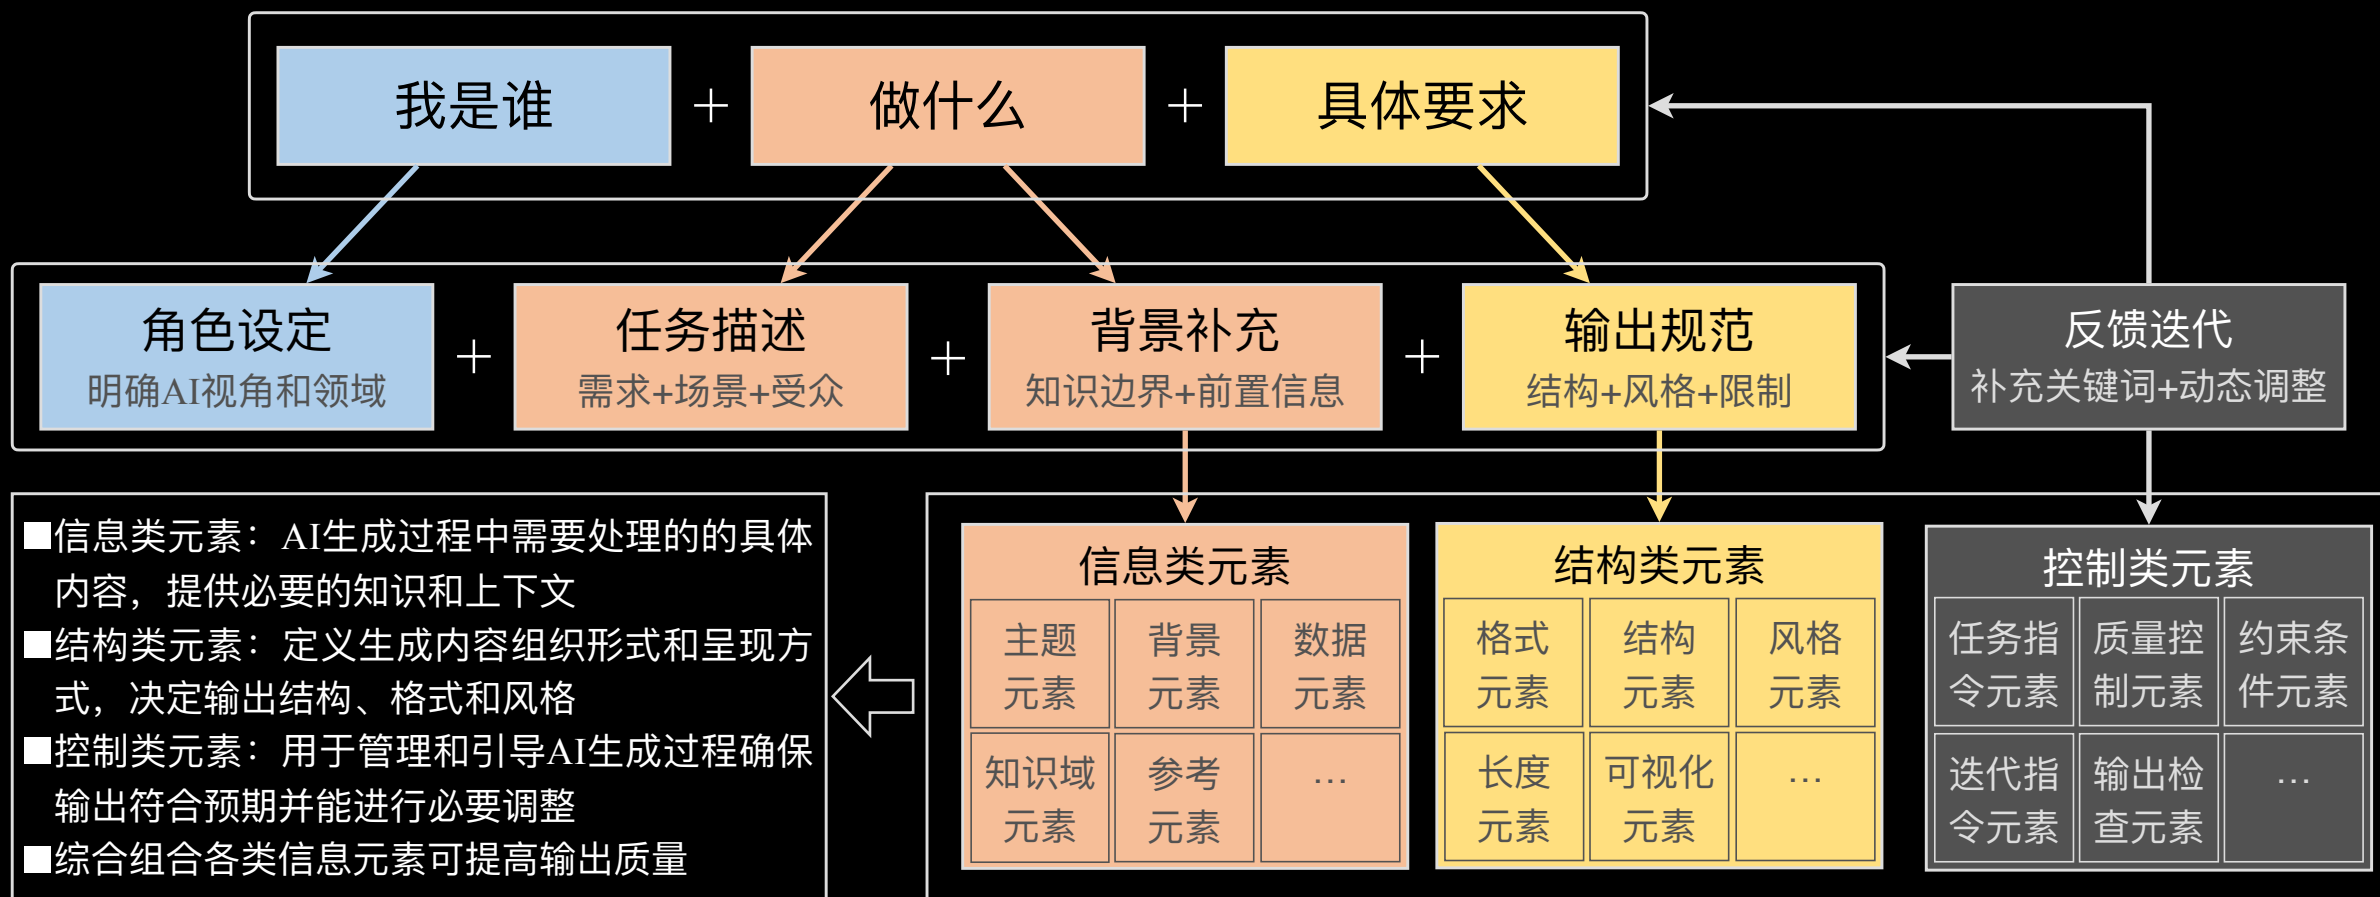 我是谁
+
做什么
+
具体要求
角色设定
明确AI视角和领域
+
任务描述
需求+场景+受众
+
背景补充
知识边界+前置信息
+
输出规范
结构+风格+限制
反馈迭代
补充关键词+动态调整
■信息类元素：AI生成过程中需要处理的的具体
内容，提供必要的知识和上下文
■结构类元素：定义生成内容组织形式和呈现方
式，决定输出结构、格式和风格
■控制类元素：用于管理和引导AI生成过程确保
输出符合预期并能进行必要调整
■综合组合各类信息元素可提高输出质量
信息类元素
主题
元素
背景
元素
数据
元素
知识域
元素
参考
元素
…
结构类元素
格式
元素
结构
元素
风格
元素
长度
元素
可视化
元素
…
控制类元素
任务指
令元素
质量控
制元素
约束条
件元素
迭代指
令元素
输出检
查元素
…